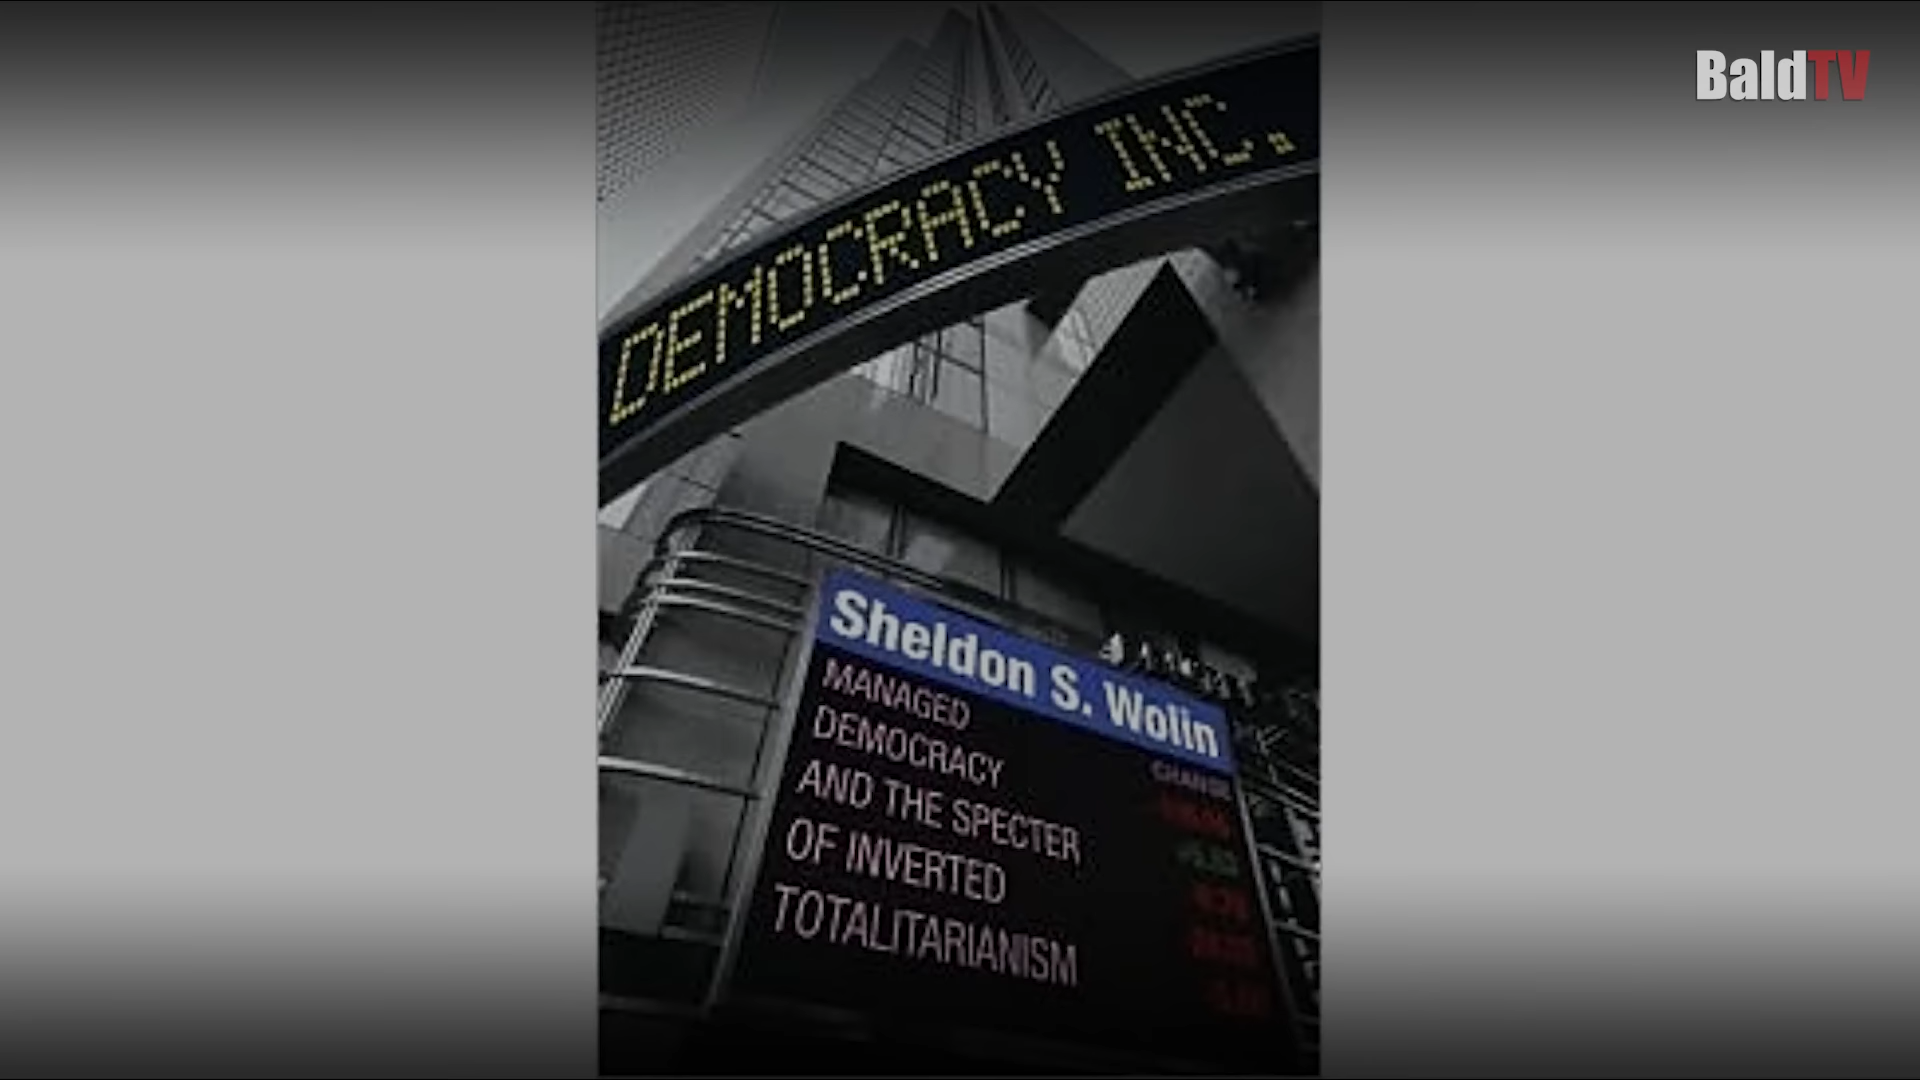 BaldTV
DEMOCRACY INC.
Sheldon S. Wolin
MANAGED
DEMOCRACY
AND THE SPECTER
OF INVERTED
TOTALITARIANISM
CHANGE